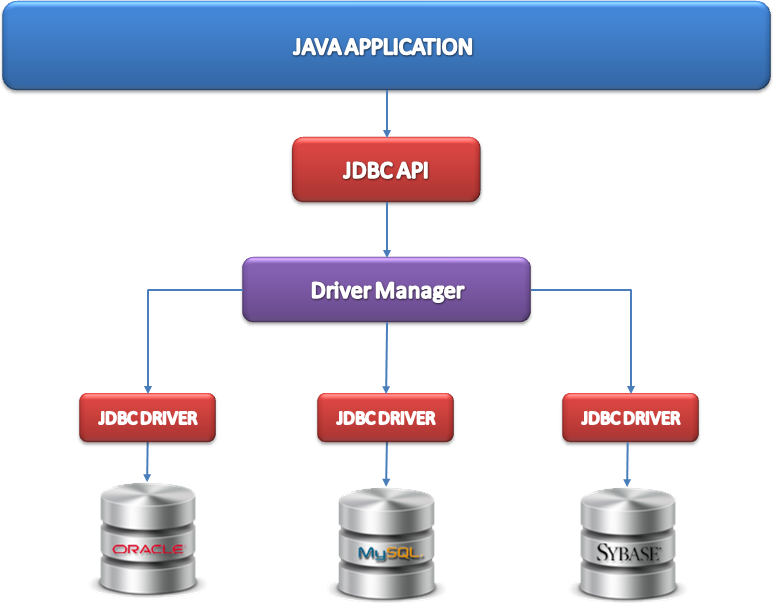 JAVA APPLICATION
JDBC API
Driver Manager
JDBC DRIVER
JDBC DRIVER
JDBC DRIVER
ORACLE
MySQL
SYBASE